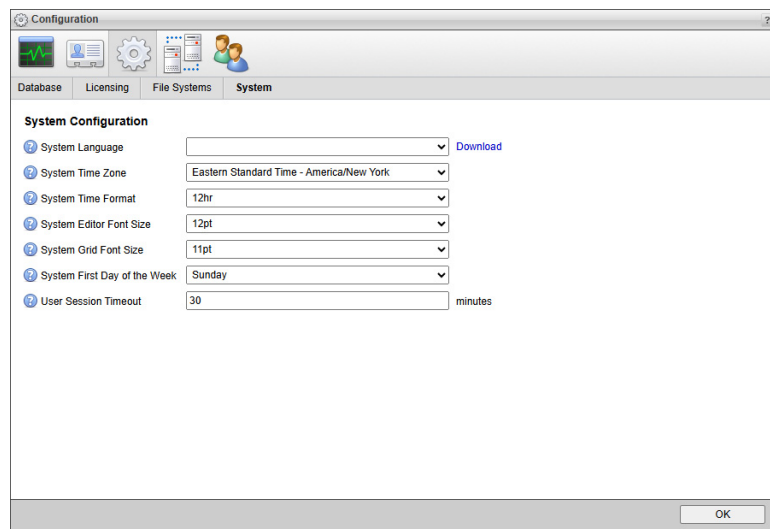 Configuration
?
Database Licensing File Systems System
System Configuration
? System Language Download
? System Time Zone Eastern Standard Time - America/New York
? System Time Format 12hr
? System Editor Font Size 12pt
? System Grid Font Size 11pt
? System First Day of the Week Sunday
? User Session Timeout 30 minutes
OK